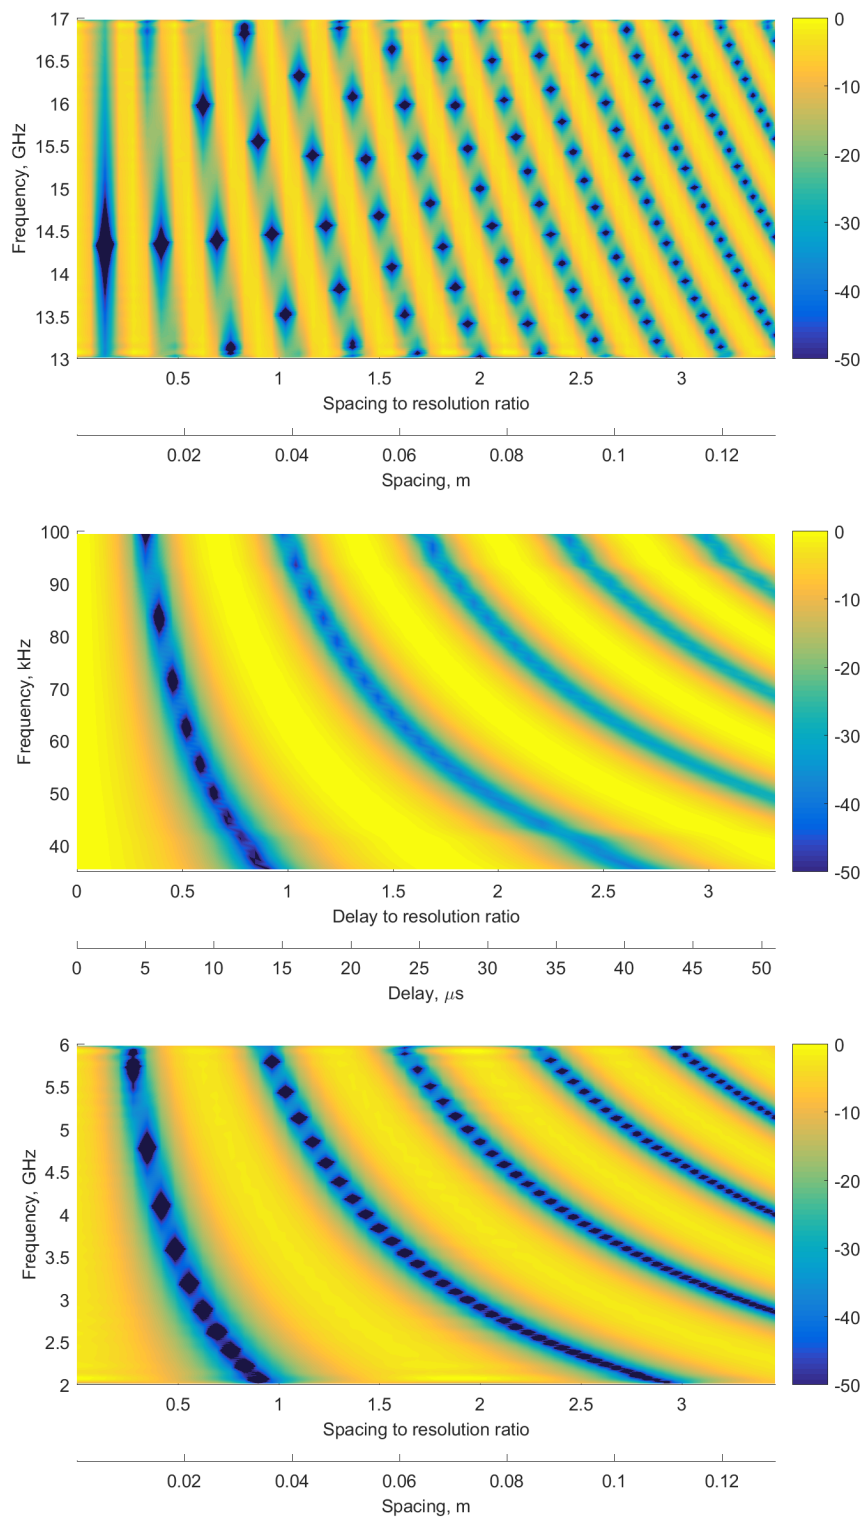 17
16.5
16
15.5
15
14.5
14
13.5
13
Frequency, GHz
0.5 1 1.5 2 2.5 3
Spacing to resolution ratio
0.02 0.04 0.06 0.08 0.1 0.12
Spacing, m
0
-10
-20
-30
-40
-50
100
90
80
70
60
50
40
Frequency, kHz
0 0.5 1 1.5 2 2.5 3
Delay to resolution ratio
0 5 10 15 20 25 30 35 40 45 50
Delay, μs
0
-10
-20
-30
-40
-50
6
5.5
5
4.5
4
3.5
3
2.5
2
Frequency, GHz
0.5 1 1.5 2 2.5 3
Spacing to resolution ratio
0.02 0.04 0.06 0.08 0.1 0.12
Spacing, m
0
-10
-20
-30
-40
-50